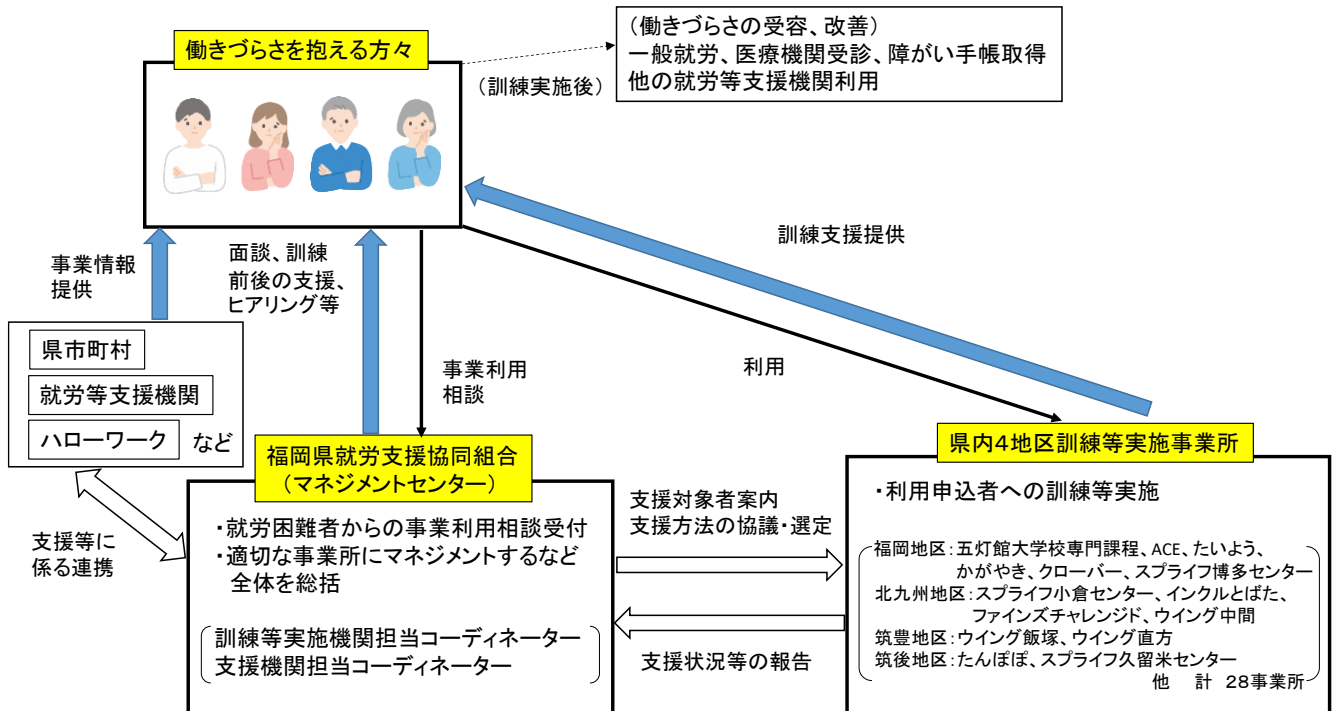 (働きづらさの受容、改善)
一般就労、医療機関受診、障がい手帳取得
他の就労等支援機関利用
働きづらさを抱える方々
(訓練実施後)
訓練支援提供
事業情報
提供
面談、訓練
前後の支援、
ヒアリング等
県市町村
就労等支援機関
ハローワーク
など
事業利用
相談
利用
福岡県就労支援協同組合
(マネジメントセンター)
・就労困難者からの事業利用相談受付
・適切な事業所にマネジメントするなど
全体を総括
訓練等実施機関担当コーディネーター
支援機関担当コーディネーター
支援等に
係る連携
支援対象者案内
支援方法の協議・選定
支援状況等の報告
県内4地区訓練等実施事業所
・利用申込者への訓練等実施
福岡地区:五灯館大学校専門課程、ACE、たいよう、
かがやき、クローバー、スプライフ博多センター
北九州地区:スプライフ小倉センター、インクルとばた、
ファインズチャレンジド、ウイング中間
筑豊地区:ウイング飯塚、ウイング直方
筑後地区:たんぽぽ、スプライフ久留米センター
他 計 28事業所